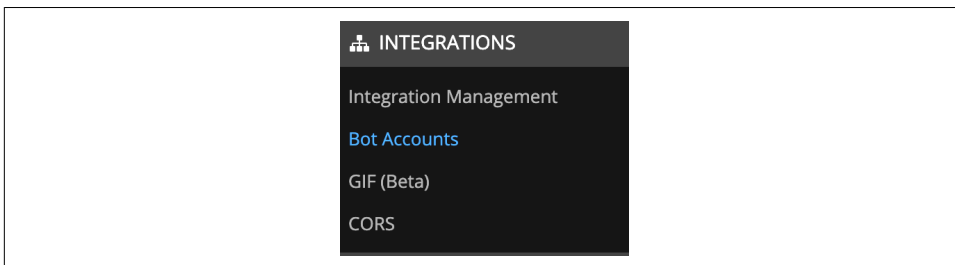 INTEGRATIONS
Integration Management
Bot Accounts
GIF (Beta)
CORS